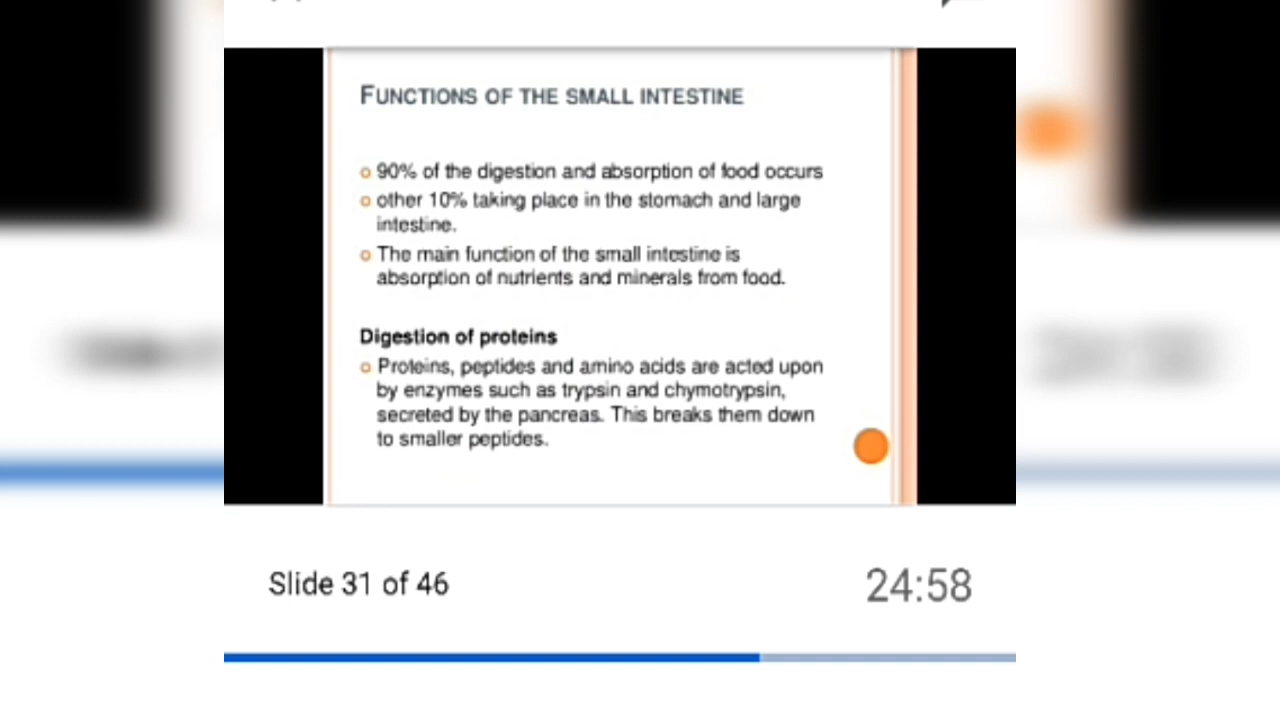 FUNCTIONS OF THE SMALL INTESTINE
90% of the digestion and absorption of food occurs
other 10% taking place in the stomach and large
intestine.
The main function of the small intestine is
absorption of nutrients and minerals from food.
Digestion of proteins
Proteins, peptides and amino acids are acted upon
by enzymes such as trypsin and chymotrypsin,
secreted by the pancreas. This breaks them down
to smaller peptides.
Slide 31 of 46
24:58